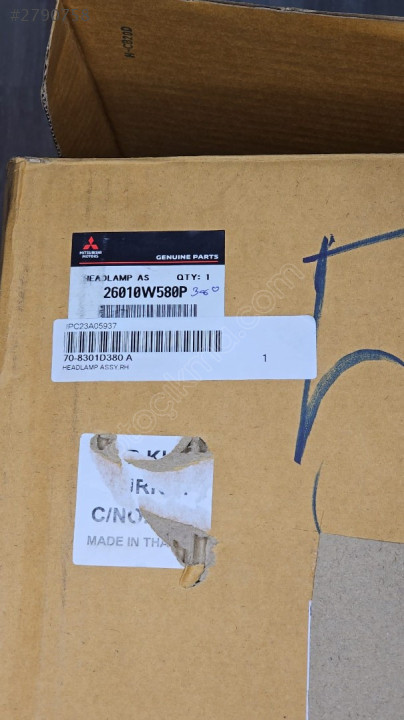 MITSUBISHI
MOTORS
GENUINE PARTS
HEADLAMP AS QTY: 1
26010W580P
IPC23A05937
70-8301D380 A 1
HEADLAMP ASSY.RH
C/NO
MADE IN THA